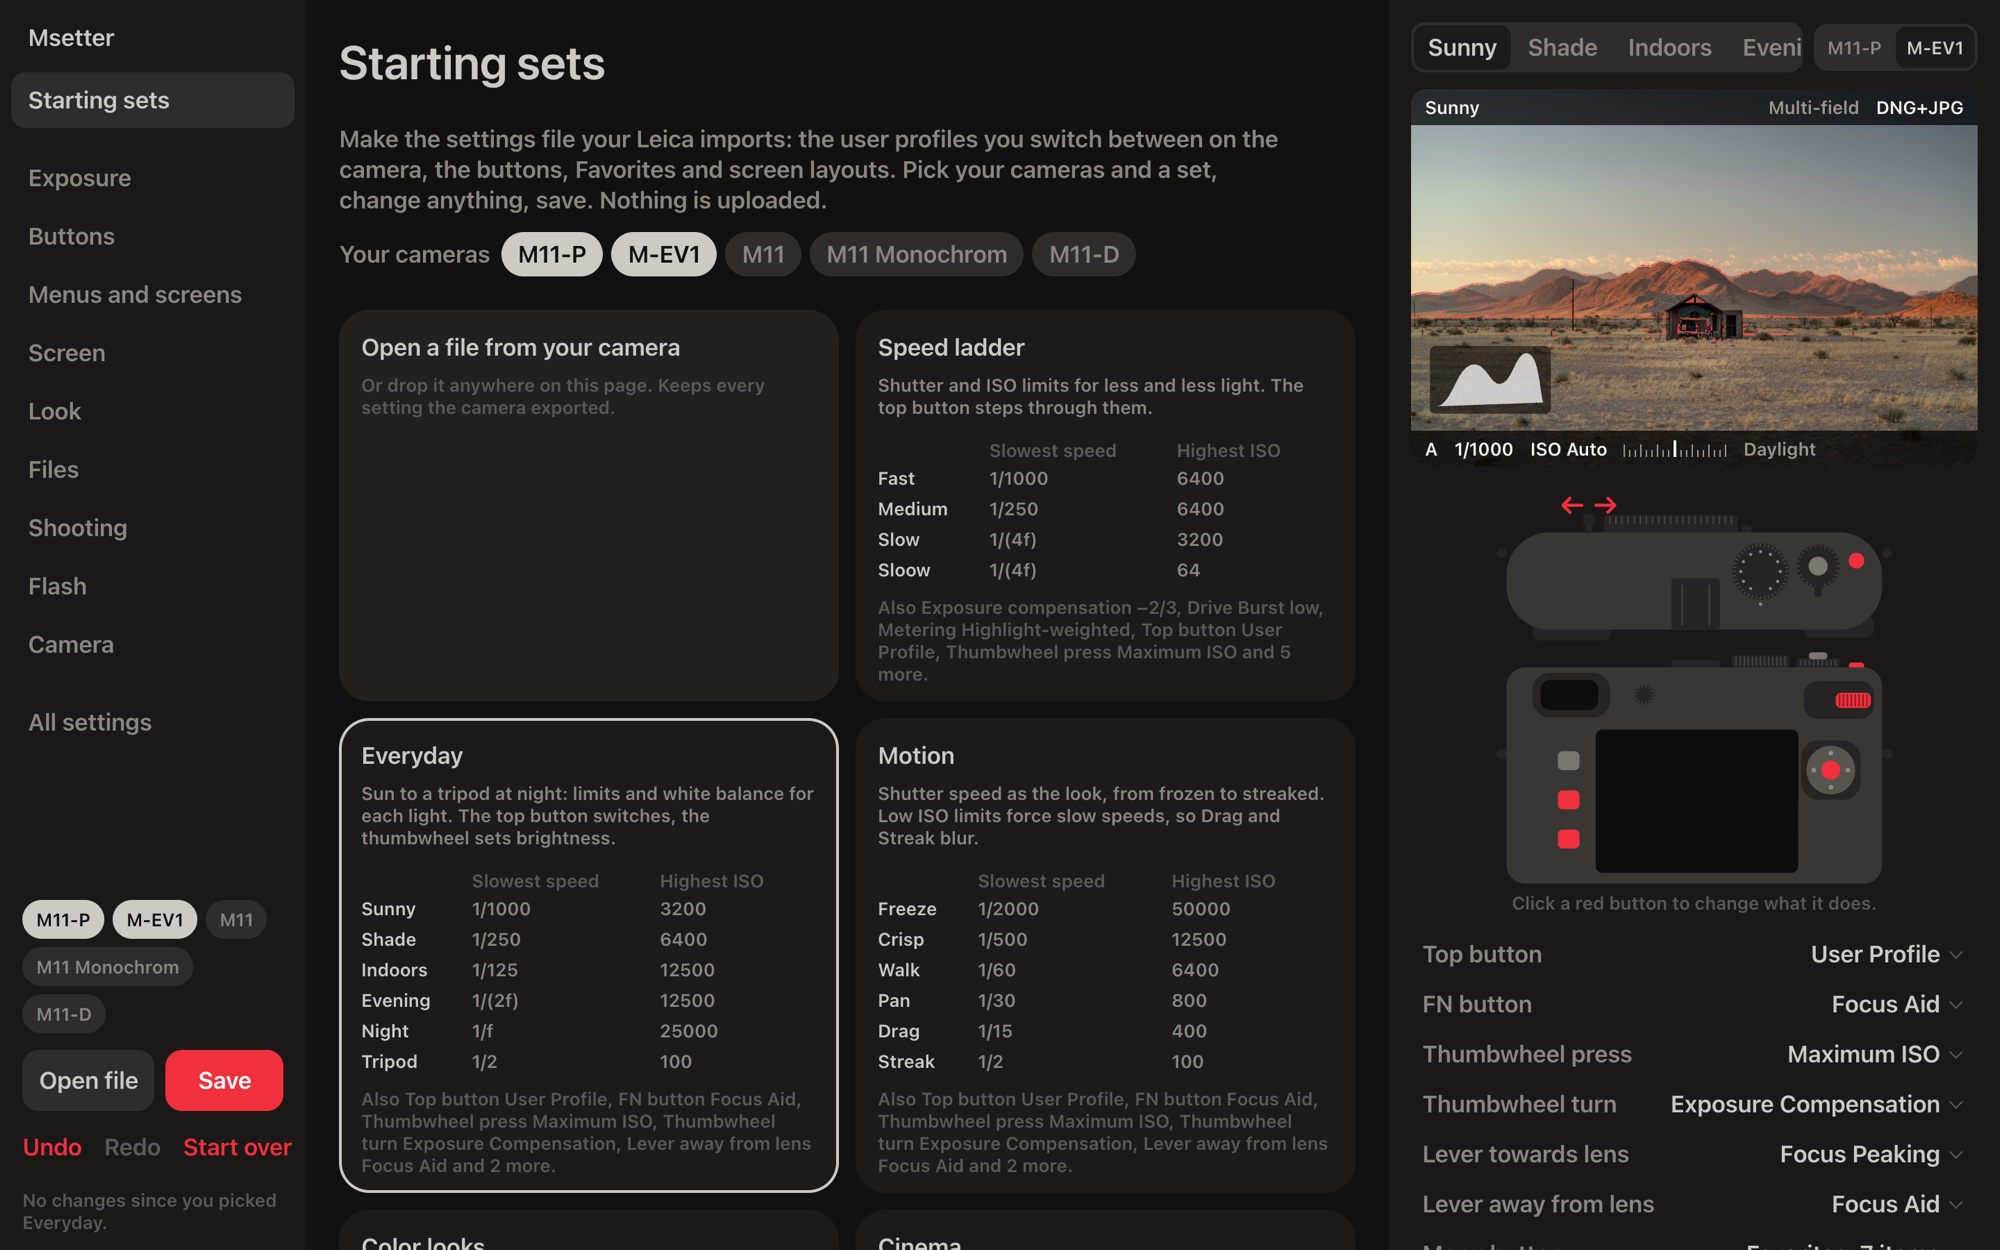 Msetter
Starting sets
Exposure
Buttons
Menus and screens
Screen
Look
Files
Shooting
Flash
Camera
All settings
M11-P M-EV1 M11
M11 Monochrom
M11-D
Open file Save
Undo Redo Start over
No changes since you picked
Everyday.
Starting sets
Make the settings file your Leica imports: the user profiles you switch between on the
camera, the buttons, Favorites and screen layouts. Pick your cameras and a set,
change anything, save. Nothing is uploaded.
Your cameras M11-P M-EV1 M11 M11 Monochrom M11-D
Open a file from your camera
Or drop it anywhere on this page. Keeps every
setting the camera exported.
Speed ladder
Shutter and ISO limits for less and less light. The
top button steps through them.
Slowest speed Highest ISO
Fast 1/1000 6400
Medium 1/250 6400
Slow 1/(4f) 3200
Sloow 1/(4f) 64
Also Exposure compensation −2/3, Drive Burst low,
Metering Highlight-weighted, Top button User
Profile, Thumbwheel press Maximum ISO and 5
more.
Everyday
Sun to a tripod at night: limits and white balance for
each light. The top button switches, the
thumbwheel sets brightness.
Slowest speed Highest ISO
Sunny 1/1000 3200
Shade 1/250 6400
Indoors 1/125 12500
Evening 1/(2f) 12500
Night 1/f 25000
Tripod 1/2 100
Also Top button User Profile, FN button Focus Aid,
Thumbwheel press Maximum ISO, Thumbwheel
turn Exposure Compensation, Lever away from lens
Focus Aid and 2 more.
Motion
Shutter speed as the look, from frozen to streaked.
Low ISO limits force slow speeds, so Drag and
Streak blur.
Slowest speed Highest ISO
Freeze 1/2000 50000
Crisp 1/500 12500
Walk 1/60 6400
Pan 1/30 800
Drag 1/15 400
Streak 1/2 100
Also Top button User Profile, FN button Focus Aid,
Thumbwheel press Maximum ISO, Thumbwheel
turn Exposure Compensation, Lever away from lens
Focus Aid and 2 more.
Color looks
Cinema
Sunny Shade Indoors Eveni M11-P M-EV1
Sunny Multi-field DNG+JPG
A 1/1000 ISO Auto Daylight
Click a red button to change what it does.
Top button User Profile
FN button Focus Aid
Thumbwheel press Maximum ISO
Thumbwheel turn Exposure Compensation
Lever towards lens Focus Peaking
Lever away from lens Focus Aid